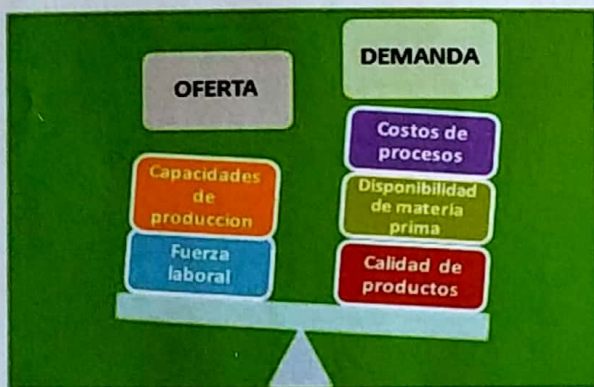 OFERTA
Capacidades
de
produccion
Fuerza
laboral
DEMANDA
Costos de
procesos
Disponibilidad
de materia
prima
Calidad de
productos